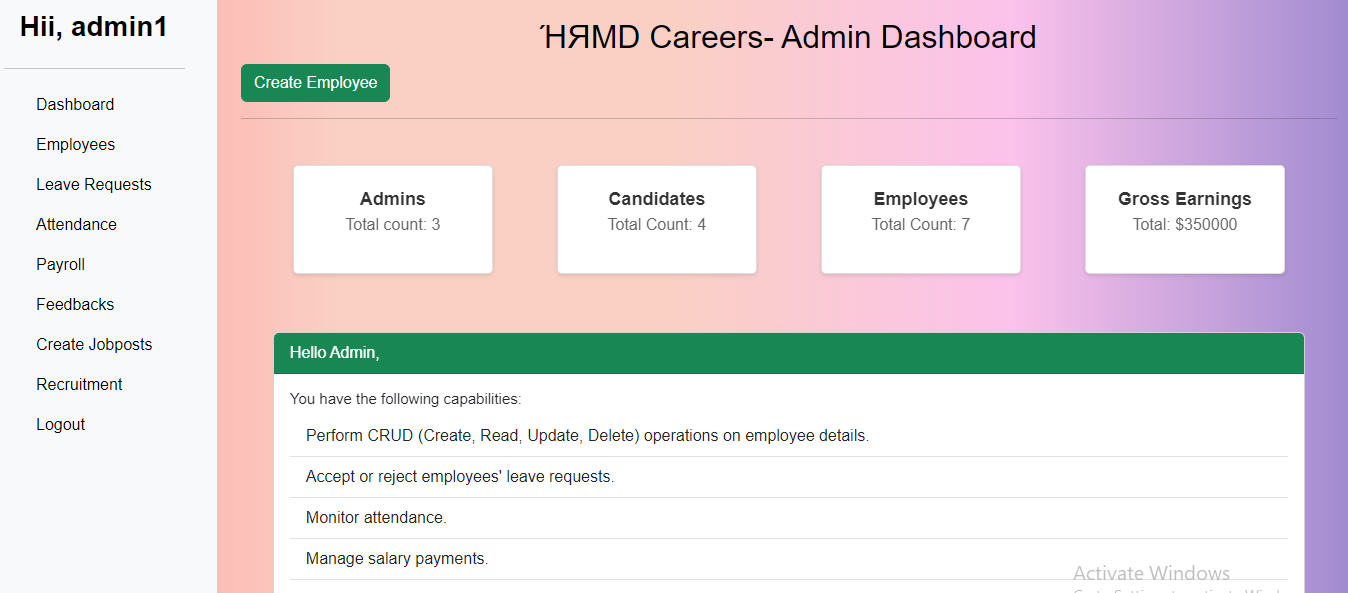 Hii, admin1
Dashboard
Employees
Leave Requests
Attendance
Payroll
Feedbacks
Create Jobposts
Recruitment
Logout
ΉЯMD Careers- Admin Dashboard
Create Employee
Admins
Total count: 3
Candidates
Total Count: 4
Employees
Total Count: 7
Gross Earnings
Total: $350000
Hello Admin,
You have the following capabilities:
Perform CRUD (Create, Read, Update, Delete) operations on employee details.
Accept or reject employees' leave requests.
Monitor attendance.
Manage salary payments.
Activate Windows